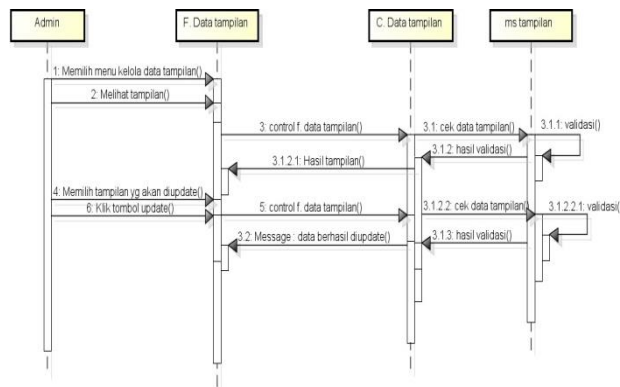 Admin
F. Data tampilan
C. Data tampilan
ms tampilan
1: Memilih menu kelola data tampilan()
2: Melihat tampilan()
3: control f. data tampilan()
3.1: cek data tampilan()
3.1.1: validasi()
3.1.2: hasil validasi()
3.1.2.1: Hasil tampilan()
4: Memilih tampilan yg akan diupdate()
6: Klik tombol update()
5: control f. data tampilan()
3.1.2.2: cek data tampilan()
3.1.2.2.1: validasi(
3.2: Message : data berhasil diupdate()
3.1.3: hasil validasi()